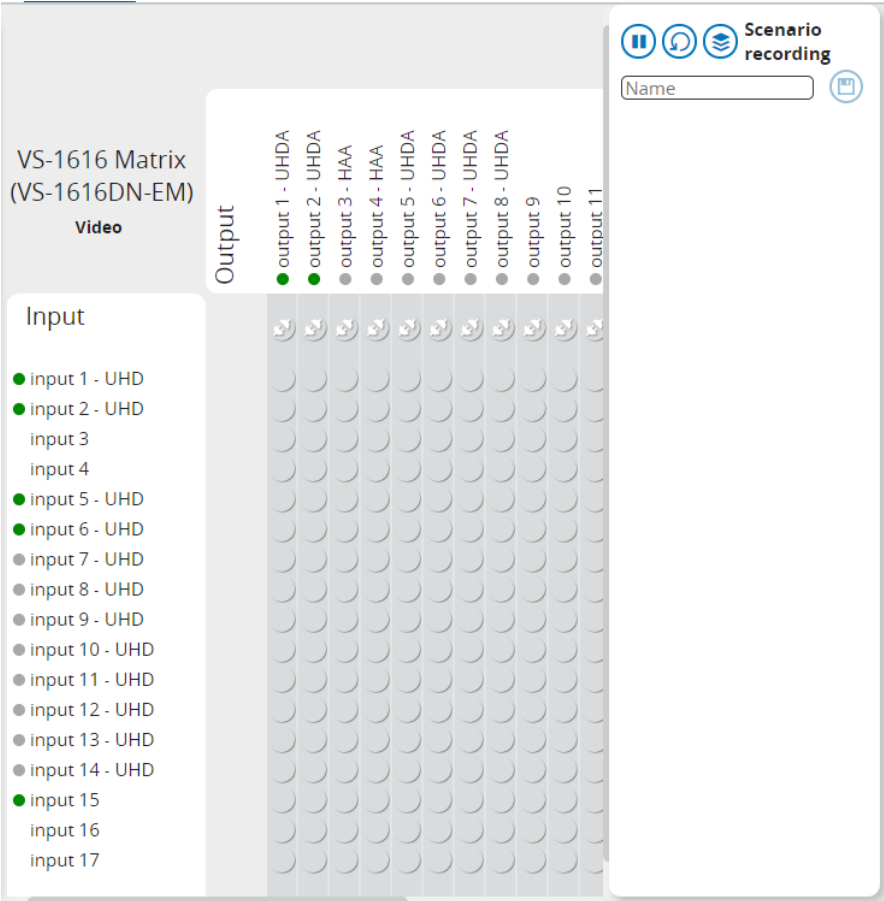 Scenario
recording
Name
VS-1616 Matrix
(VS-1616DN-EM)
Video
Output
output 1 - UHDA
output 2 - UHDA
output 3 - HAA
output 4 - HAA
output 5 - UHDA
output 6 - UHDA
output 7 - UHDA
output 8 - UHDA
output 9
output 10
output 11
Input
input 1 - UHD
input 2 - UHD
input 3
input 4
input 5 - UHD
input 6 - UHD
input 7 - UHD
input 8 - UHD
input 9 - UHD
input 10 - UHD
input 11 - UHD
input 12 - UHD
input 13 - UHD
input 14 - UHD
input 15
input 16
input 17